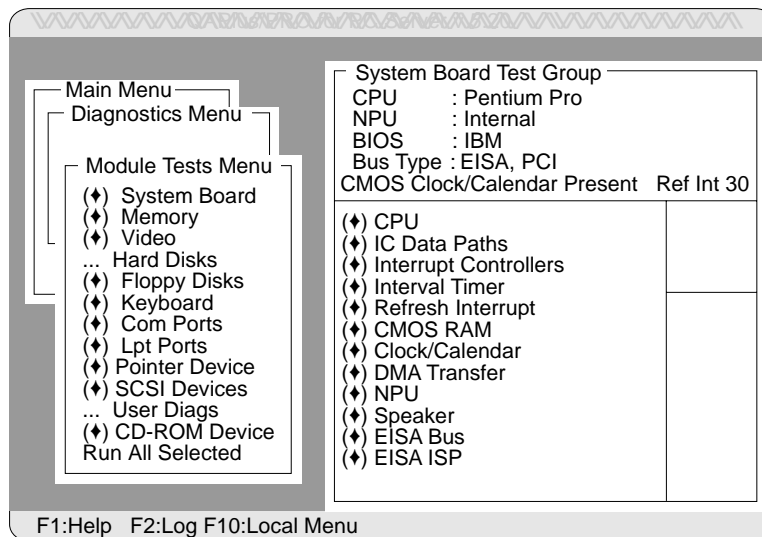 Main Menu
Diagnostics Menu
Module Tests Menu
(♦) System Board
(♦) Memory
(♦) Video
... Hard Disks
(♦) Floppy Disks
(♦) Keyboard
(♦) Com Ports
(♦) Lpt Ports
(♦) Pointer Device
(♦) SCSI Devices
... User Diags
(♦) CD-ROM Device
Run All Selected
System Board Test Group
CPU : Pentium Pro
NPU : Internal
BIOS : IBM
Bus Type : EISA, PCI
CMOS Clock/Calendar Present Ref Int 30
(♦) CPU
(♦) IC Data Paths
(♦) Interrupt Controllers
(♦) Interval Timer
(♦) Refresh Interrupt
(♦) CMOS RAM
(♦) Clock/Calendar
(♦) DMA Transfer
(♦) NPU
(♦) Speaker
(♦) EISA Bus
(♦) EISA ISP
F1:Help F2:Log F10:Local Menu